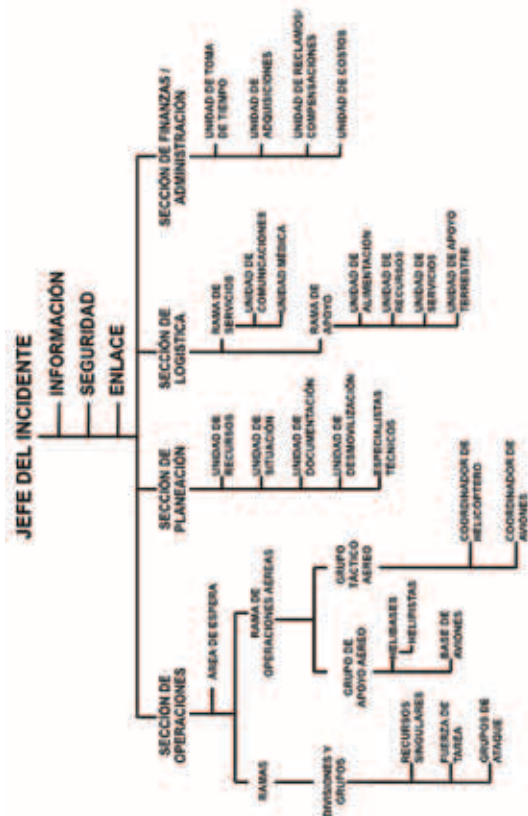 JEFE DEL INCIDENTE
INFORMACIÓN
SEGURIDAD
ENLACE
SECCIÓN DE
OPERACIONES
AREA DE ESPERA
RAMAS
DIVISIONES Y
GRUPOS
RECURSOS
SINGULARES
FUERZA DE
TAREA
GRUPOS DE
ATAQUE
RAMA DE
OPERACIONES AÉREAS
GRUPO DE
APOYO AÉREO
HELIBASES
HELIPISTAS
BASE DE
AVIONES
GRUPO
TÁCTICO
AEREO
COORDINADOR DE
HELICOPTERO
COORDINADOR DE
AVIONES
SECCIÓN DE
PLANEACIÓN
UNIDAD DE
RECURSOS
UNIDAD DE
SITUACIÓN
UNIDAD DE
DOCUMENTACIÓN
UNIDAD DE
DESMOVILIZACIÓN
ESPECIALISTAS
TÉCNICOS
SECCIÓN DE
LOGISTICA
RAMA DE
SERVICIOS
UNIDAD DE
COMUNICACIONES
UNIDAD MÉDICA
RAMA DE
APOYO
UNIDAD DE
ALIMENTACION
UNIDAD DE
RECURSOS
UNIDAD DE
SERVICIOS
UNIDAD DE APOYO
TERRESTRE
SECCIÓN DE FINANZAS /
ADMINISTRACIÓN
UNIDAD DE TOMA
DE TIEMPO
UNIDAD DE
ADQUISICIONES
UNIDAD DE RECLAMOS/
COMPENSACIONES
UNIDAD DE COSTOS